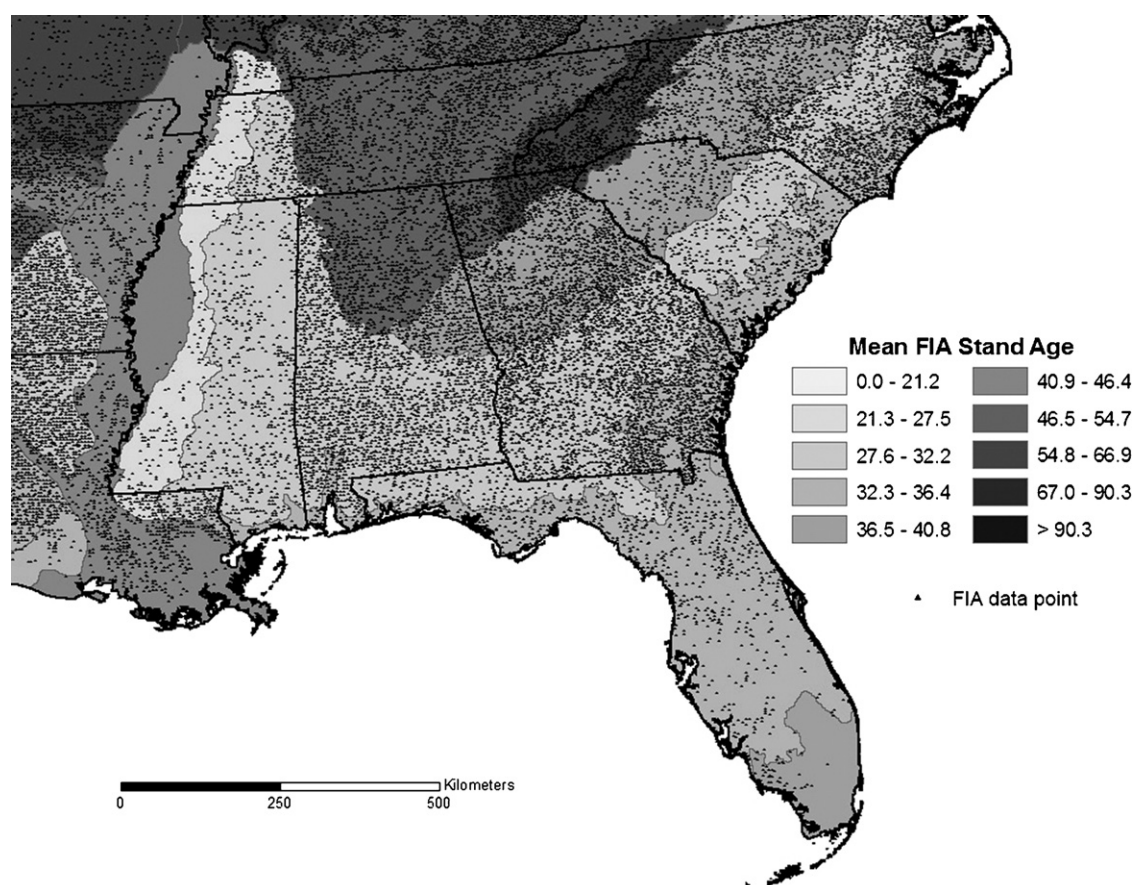 Mean FIA Stand Age
0.0 - 21.2
21.3 - 27.5
27.6 - 32.2
32.3 - 36.4
36.5 - 40.8
40.9 - 46.4
46.5 - 54.7
54.8 - 66.9
67.0 - 90.3
> 90.3
FIA data point
Kilometers
0 250 500